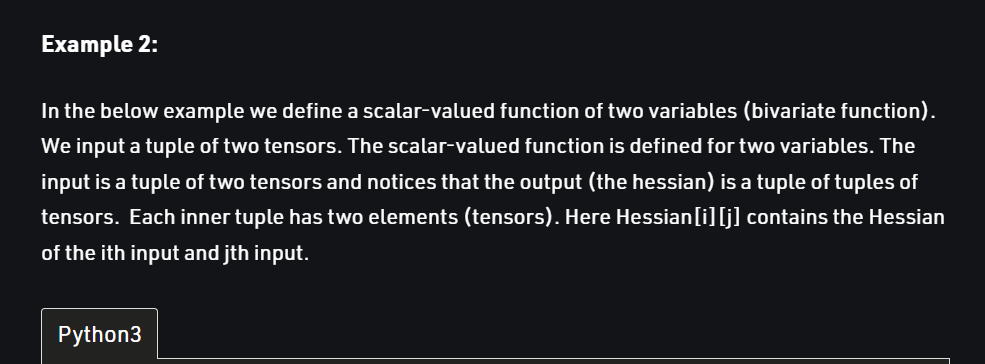 Example 2:
In the below example we define a scalar-valued function of two variables (bivariate function).
We input a tuple of two tensors. The scalar-valued function is defined for two variables. The
input is a tuple of two tensors and notices that the output (the hessian) is a tuple of tuples of
tensors.  Each inner tuple has two elements (tensors). Here Hessian[i][j] contains the Hessian
of the ith input and jth input.
Python3